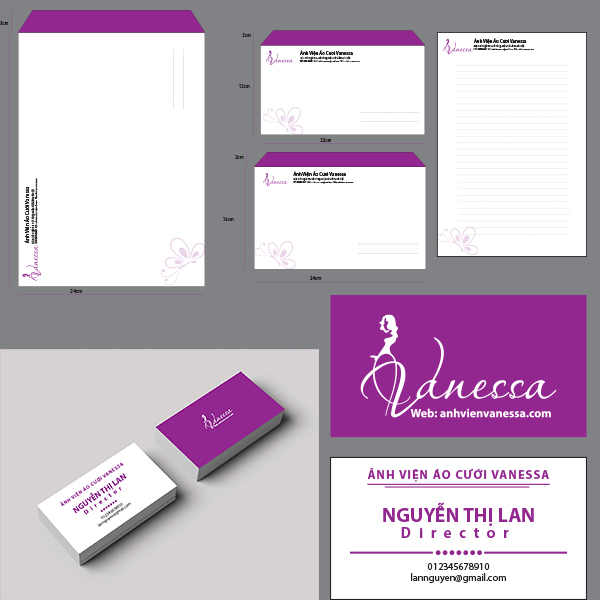 3cm
24cm
Ảnh Viện Áo Cưới Vanessa
Vanessa
2cm
12cm
22cm
Ảnh Viện Áo Cưới Vanessa
Vanessa
2cm
14cm
24cm
Ảnh Viện Áo Cưới Vanessa
Vanessa
Ảnh Viện Áo Cưới Vanessa
Vanessa
Vanessa
Web: anhvienvanessa.com
Vanessa
ẢNH VIỆN ÁO CƯỚI VANESSA
NGUYỄN THỊ LAN
Director
012345678910
lannguyen@gmail.com
ẢNH VIỆN ÁO CƯỚI VANESSA
NGUYỄN THỊ LAN
Director
012345678910
lannguyen@gmail.com